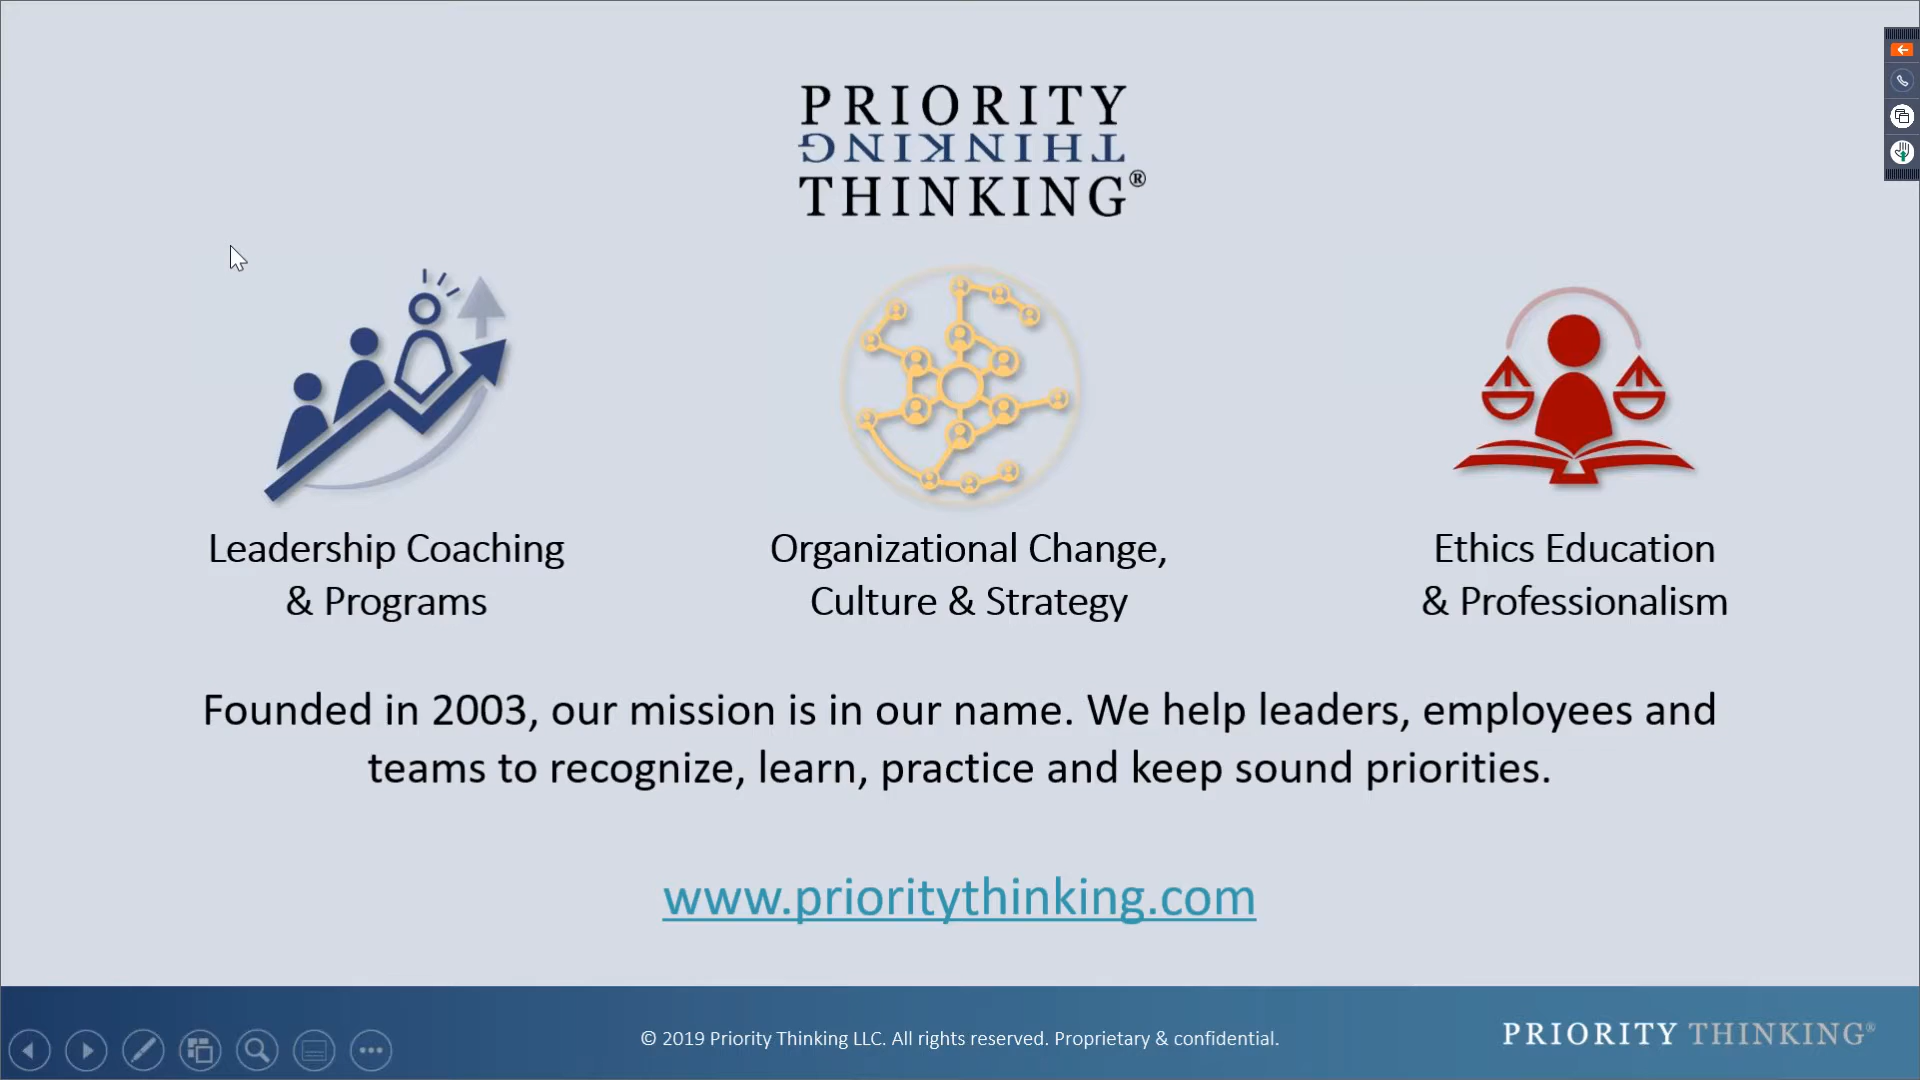 PRIORITY
THINKING
THINKING®
Leadership Coaching
& Programs
Organizational Change,
Culture & Strategy
Ethics Education
& Professionalism
Founded in 2003, our mission is in our name. We help leaders, employees and
teams to recognize, learn, practice and keep sound priorities.
www.prioritythinking.com
© 2019 Priority Thinking LLC. All rights reserved. Proprietary & confidential.
PRIORITY THINKING®